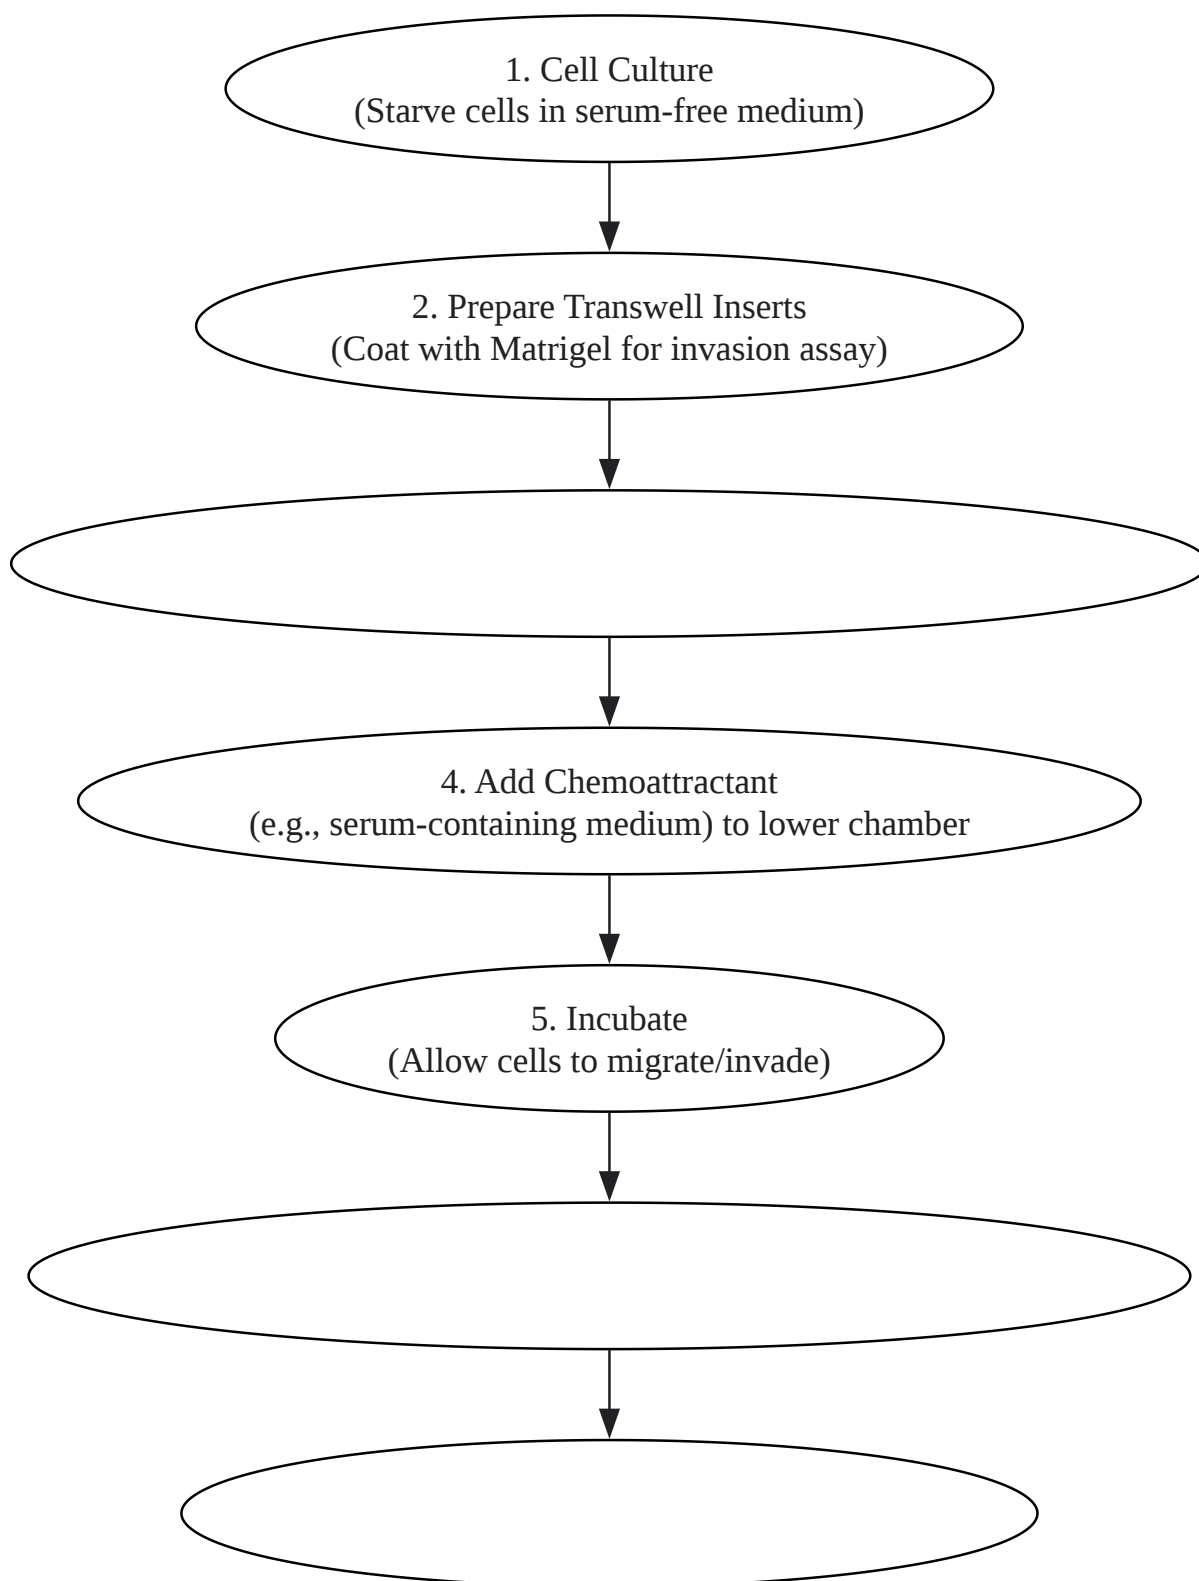 1. Cell Culture
(Starve cells in serum-free medium)
2. Prepare Transwell Inserts
(Coat with Matrigel for invasion assay)
4. Add Chemoattractant
(e.g., serum-containing medium) to lower chamber
5. Incubate
(Allow cells to migrate/invade)